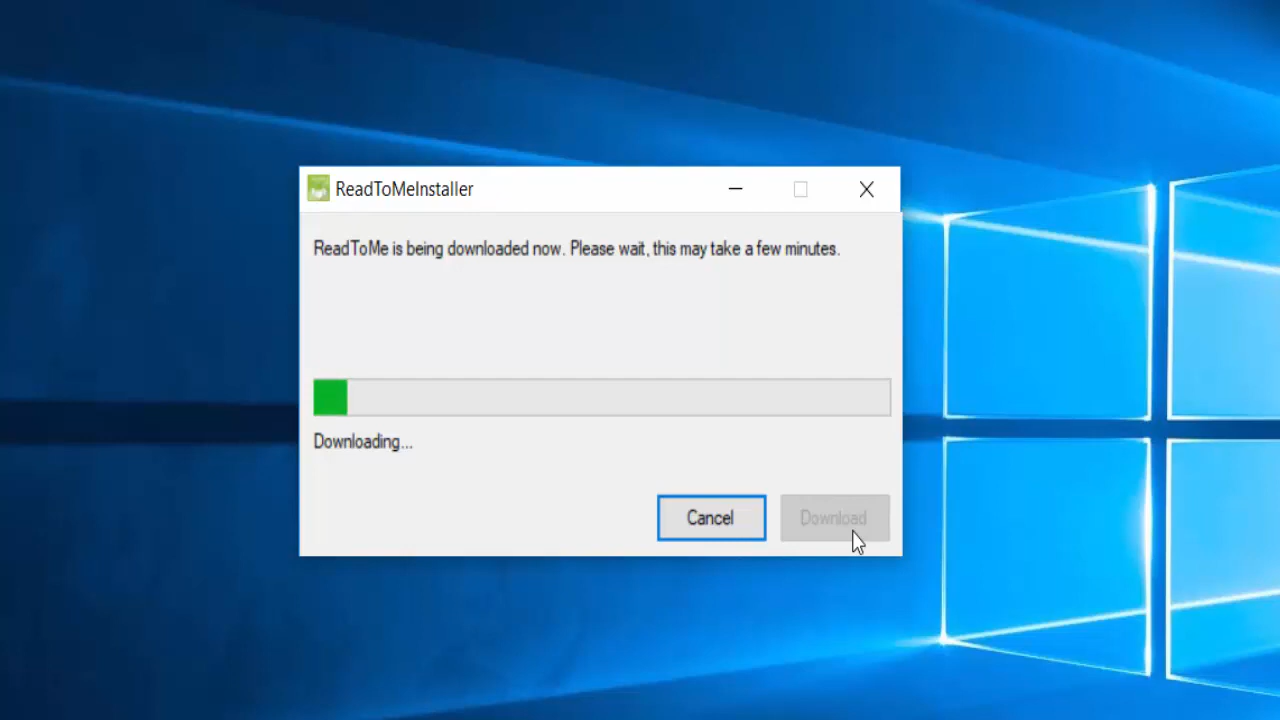 ReadToMeInstaller
ReadToMe is being downloaded now. Please wait, this may take a few minutes.
Downloading...
Cancel
Download